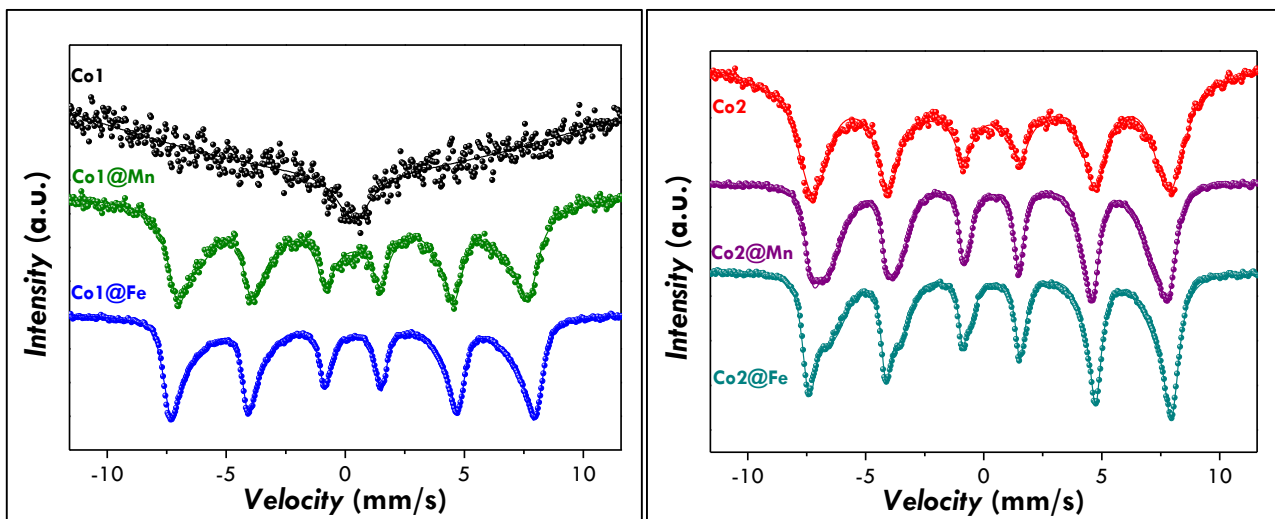 Co1
Co1@Mn
Co1@Fe
Intensity (a.u.)
-10 -5 0 5 10
Velocity (mm/s)
Co2
Co2@Mn
Co2@Fe
Intensity (a.u.)
-10 -5 0 5 10
Velocity (mm/s)